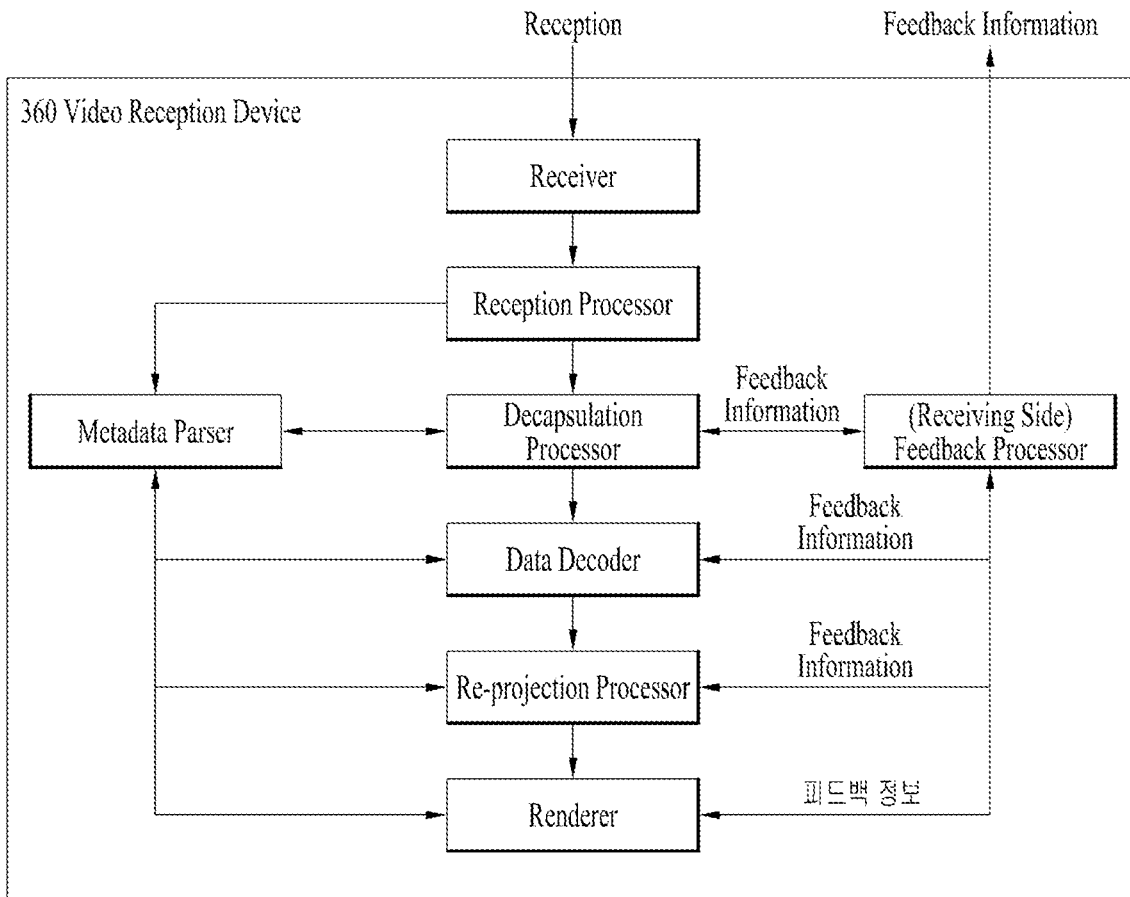 Reception
Feedback Information
360 Video Reception Device
Receiver
Reception Processor
Metadata Parser
Decapsulation
Processor
Feedback
Information
(Receiving Side)
Feedback Processor
Data Decoder
Feedback
Information
Re-projection Processor
Feedback
Information
Renderer
피드백 정보